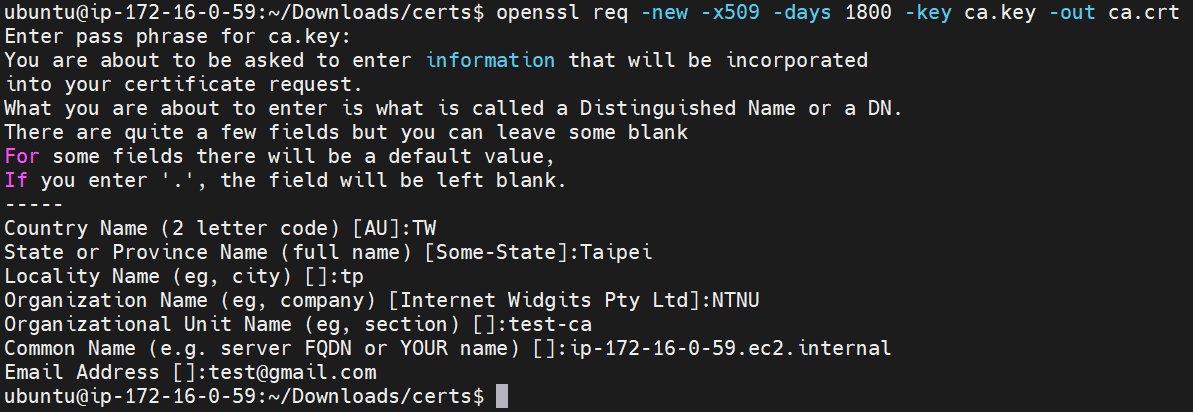 ubuntu@ip-172-16-0-59:~/Downloads/certs$ openssl req -new -x509 -days 1800 -key ca.key -out ca.crt
Enter pass phrase for ca.key:
You are about to be asked to enter information that will be incorporated
into your certificate request.
What you are about to enter is what is called a Distinguished Name or a DN.
There are quite a few fields but you can leave some blank
For some fields there will be a default value,
If you enter '.', the field will be left blank.
-----
Country Name (2 letter code) [AU]:TW
State or Province Name (full name) [Some-State]:Taipei
Locality Name (eg, city) []:tp
Organization Name (eg, company) [Internet Widgits Pty Ltd]:NTNU
Organizational Unit Name (eg, section) []:test-ca
Common Name (e.g. server FQDN or YOUR name) []:ip-172-16-0-59.ec2.internal
Email Address []:test@gmail.com
ubuntu@ip-172-16-0-59:~/Downloads/certs$